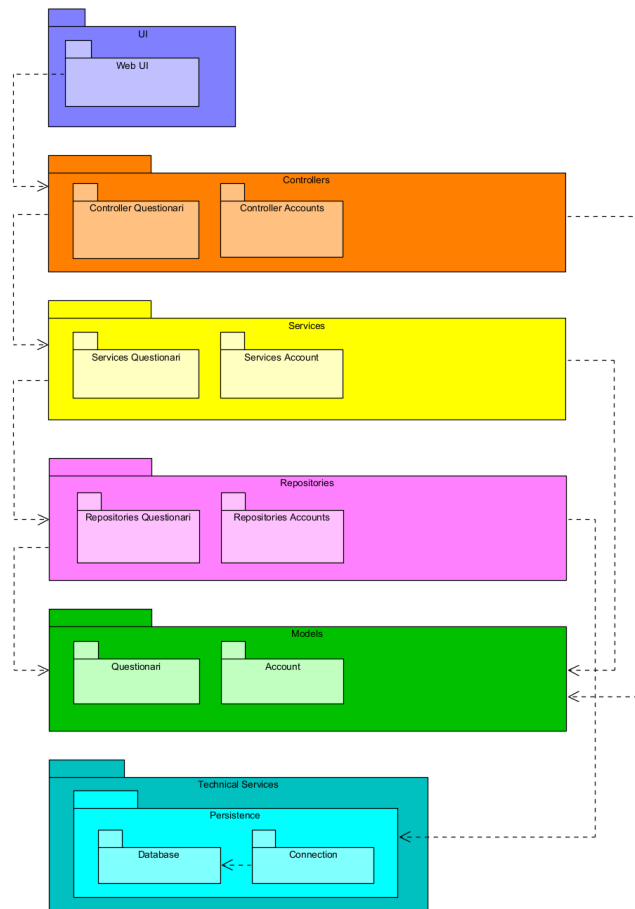 UI
Web UI
Controllers
Controller Questionari
Controller Accounts
Services
Services Questionari
Services Account
Repositories
Repositories Questionari
Repositories Accounts
Models
Questionari
Account
Technical Services
Persistence
Database
Connection